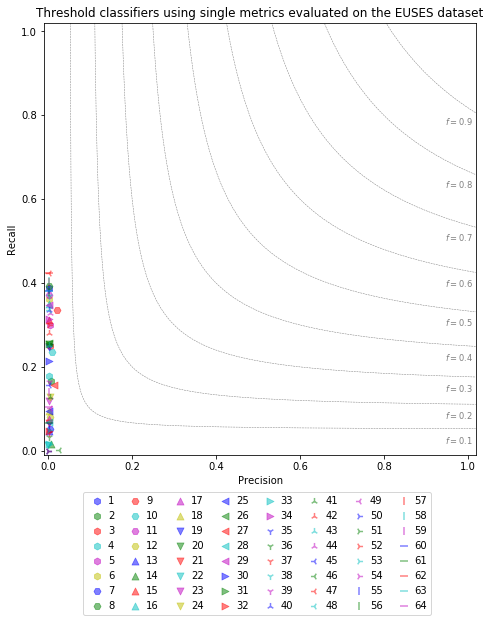 Threshold classifiers using single metrics evaluated on the EUSES dataset
1.0
f=0.9
0.8
f=0.8
0.6
f=0.7
Recall
0.4
f=0.6
f=0.5
f=0.4
0.2
f=0.3
f=0.2
0.0
f=0.1
0.0 0.2 0.4 0.6 0.8 1.0
Precision
1 9 17 25 33 41 49 57
2 10 18 26 34 42 50 58
3 11 19 27 35 43 51 59
4 12 20 28 36 44 52 60
5 13 21 29 37 45 53 61
6 14 22 30 38 46 54 62
7 15 23 31 39 47 55 63
8 16 24 32 40 48 56 64